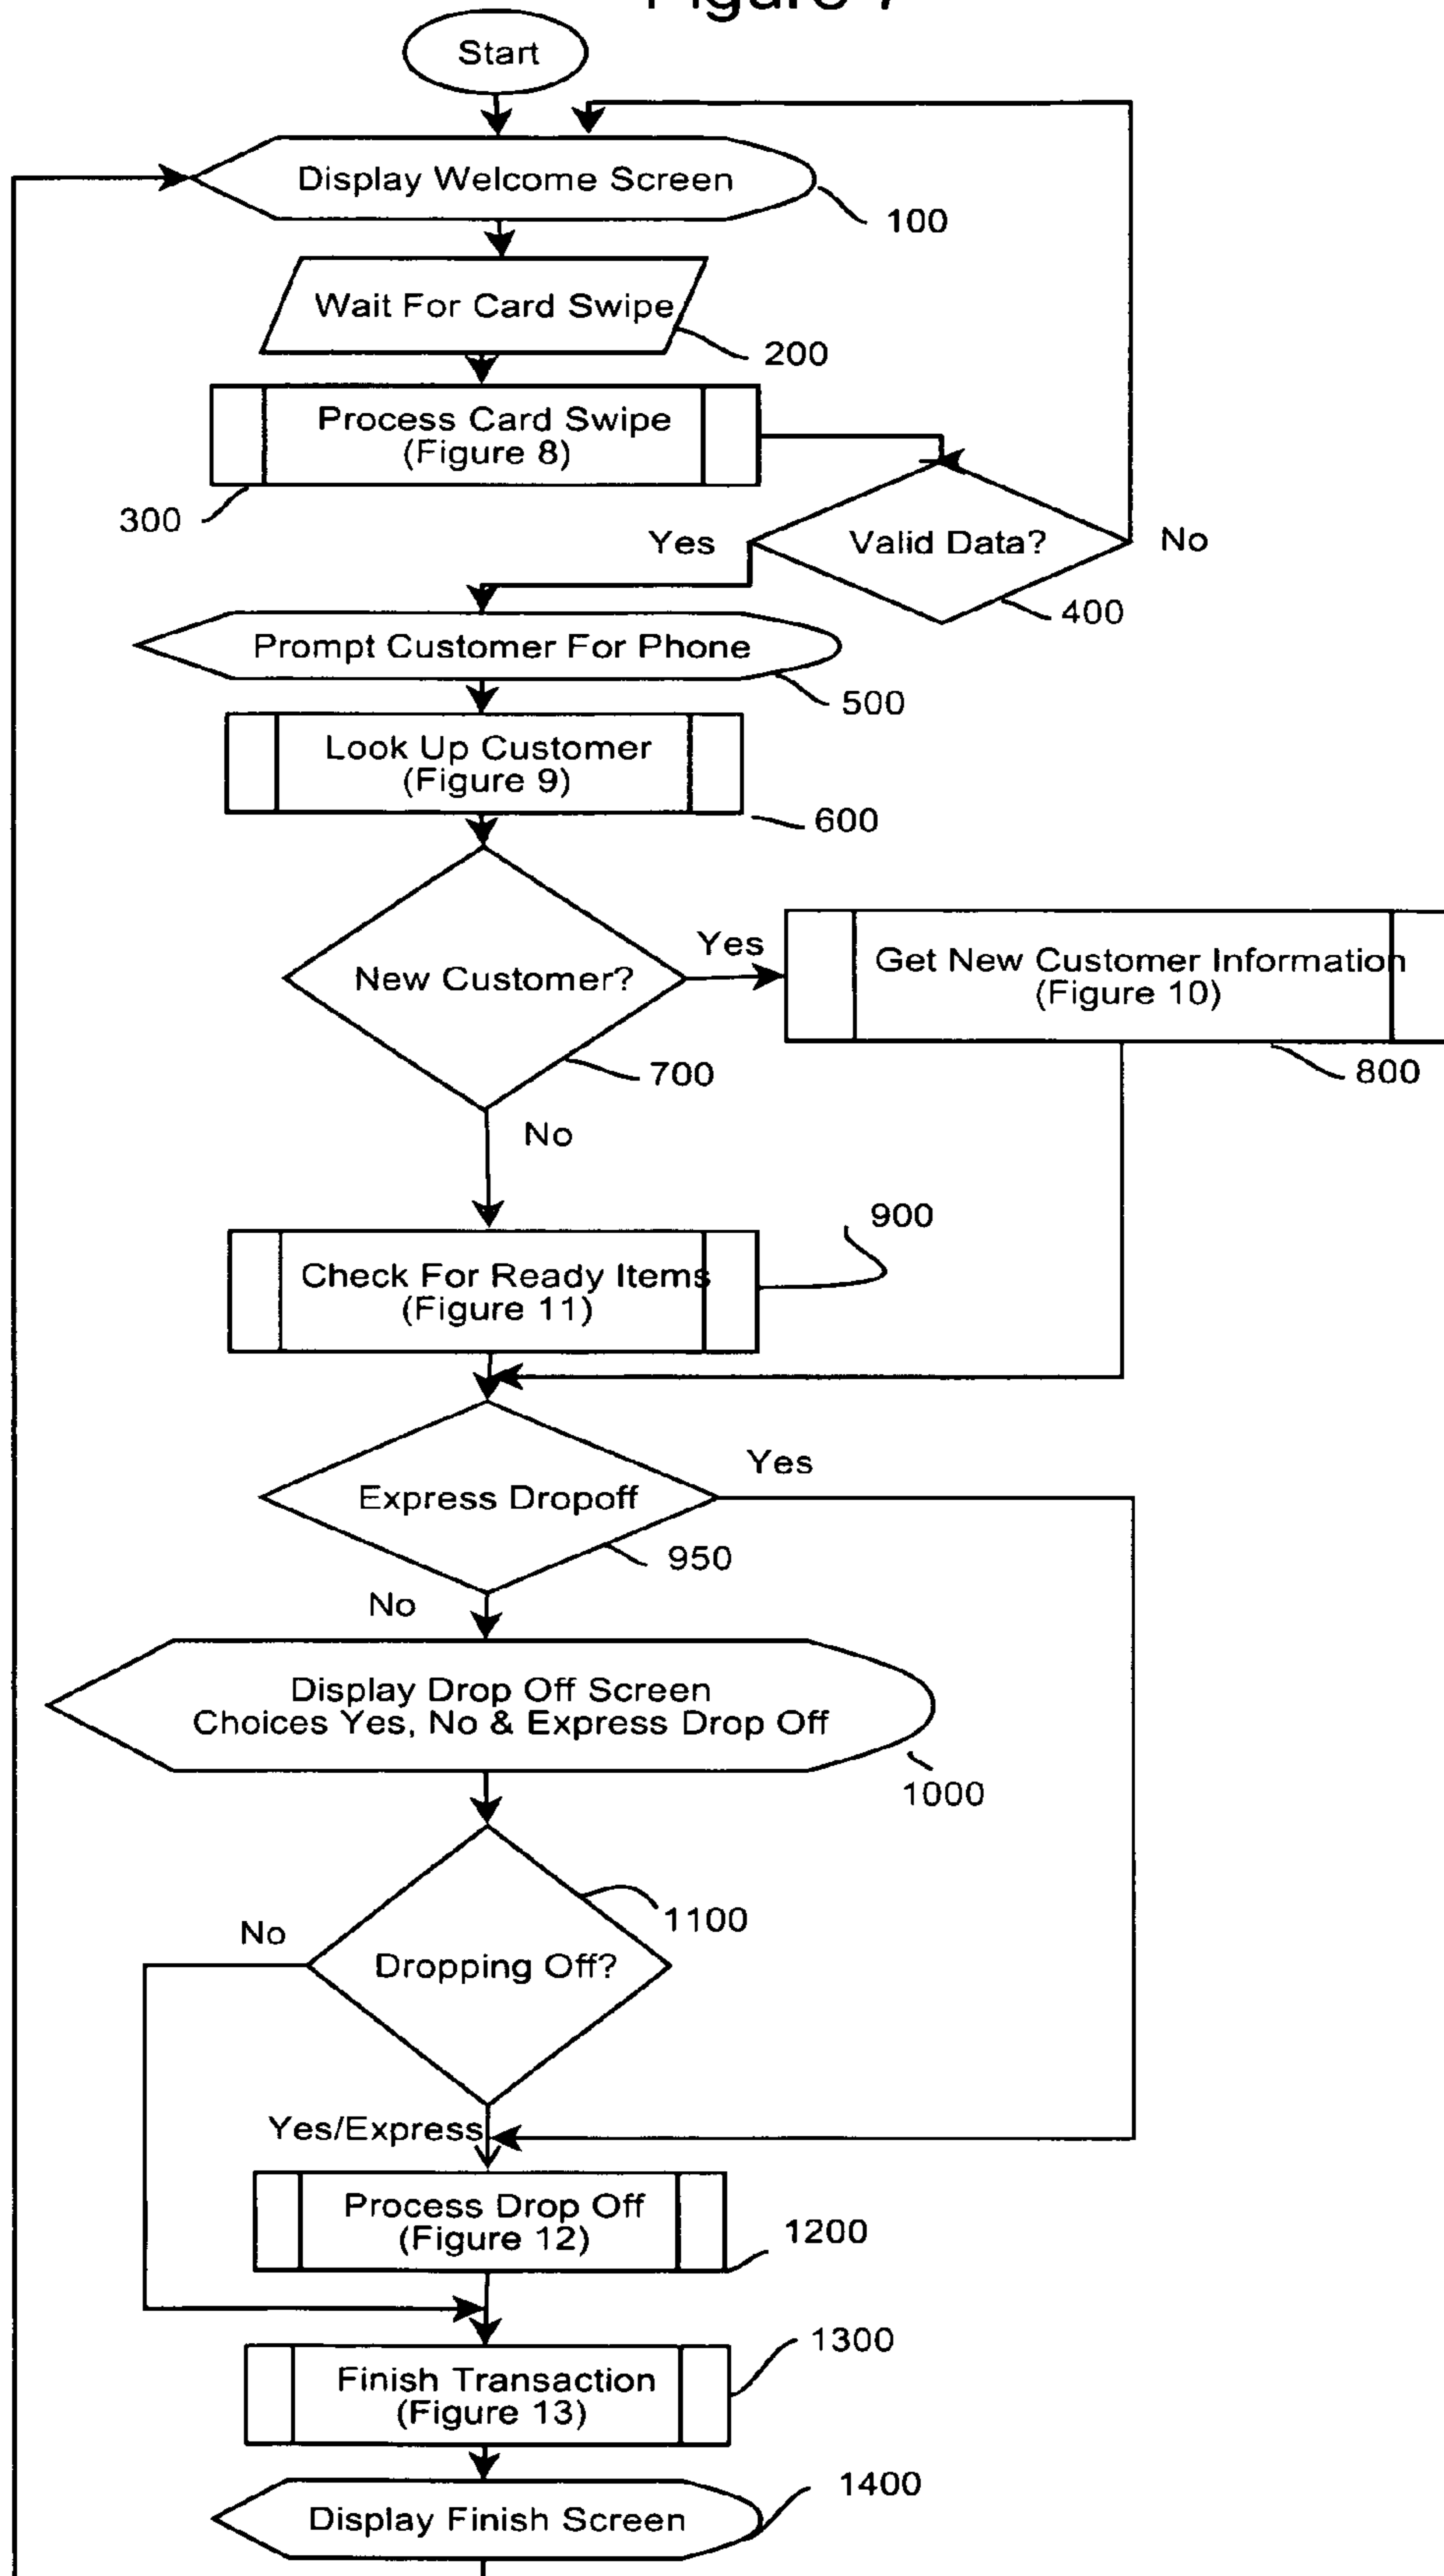 Figure 7
Start
Display Welcome Screen
100
Wait For Card Swipe
200
Process Card Swipe
(Figure 8)
300
Yes
Valid Data?
No
400
Prompt Customer For Phone
500
Look Up Customer
(Figure 9)
600
New Customer?
Yes
Get New Customer Information
(Figure 10)
700
800
No
900
Check For Ready Items
(Figure 11)
Yes
Express Dropoff
950
No
Display Drop Off Screen
Choices Yes, No & Express Drop Off
1000
1100
No
Dropping Off?
Yes/Express
Process Drop Off
(Figure 12)
1200
1300
Finish Transaction
(Figure 13)
1400
Display Finish Screen